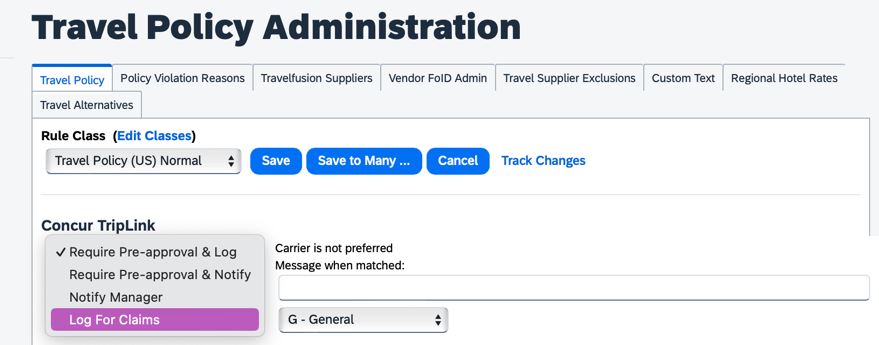 Travel Policy Administration
Travel Policy
Policy Violation Reasons
Travelfusion Suppliers
Vendor FoID Admin
Travel Supplier Exclusions
Custom Text
Regional Hotel Rates
Travel Alternatives
Rule Class (Edit Classes)
Travel Policy (US) Normal
Save
Save to Many ...
Cancel
Track Changes
Concur TripLink
✓ Require Pre-approval & Log
Require Pre-approval & Notify
Notify Manager
Log For Claims
Carrier is not preferred
Message when matched:
G - General